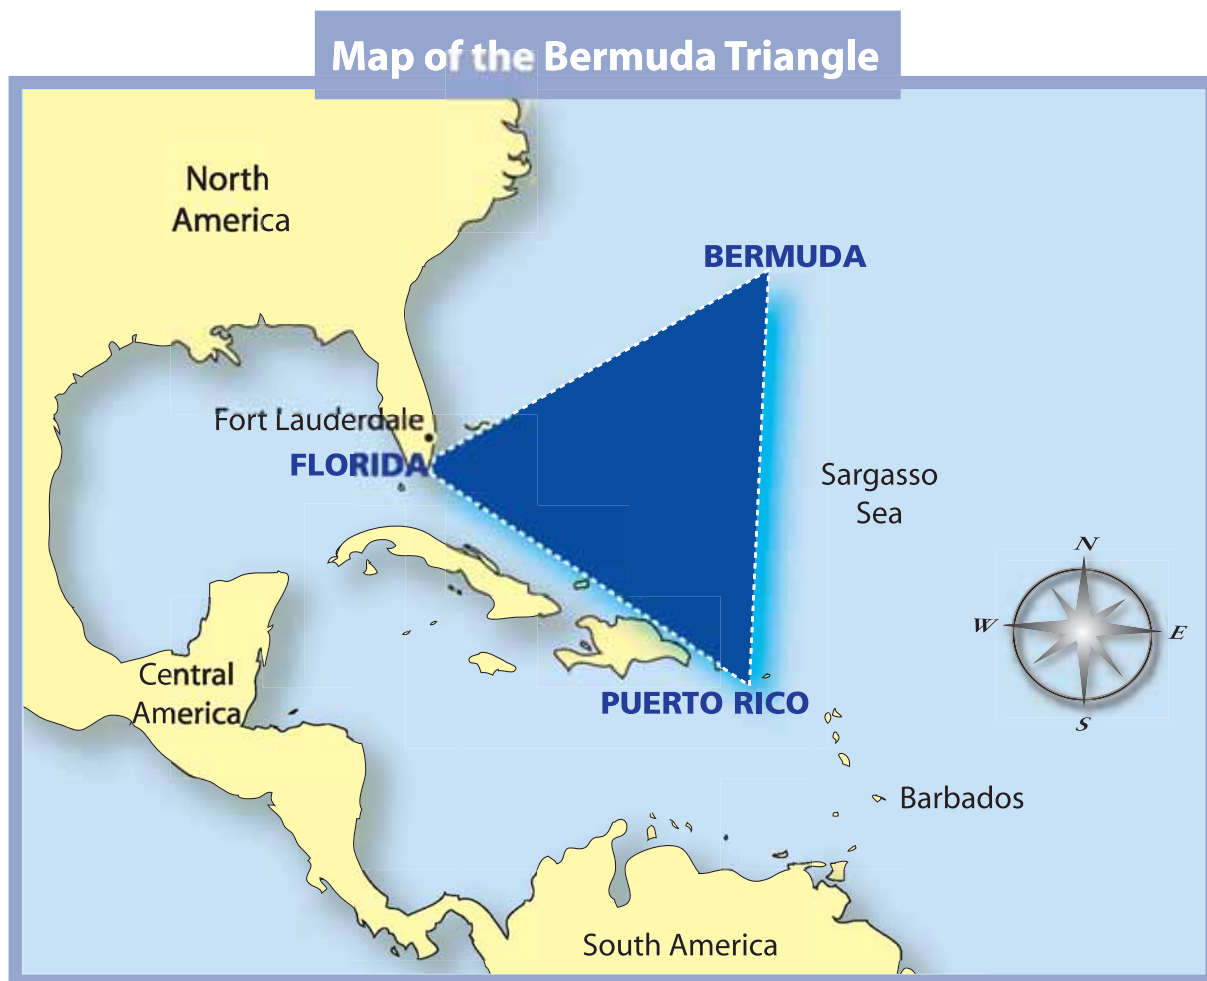 Map of the Bermuda Triangle
North
America
BERMUDA
Fort Lauderdale
FLORIDA
Sargasso
Sea
N
W
E
S
Central
America
PUERTO RICO
Barbados
South America